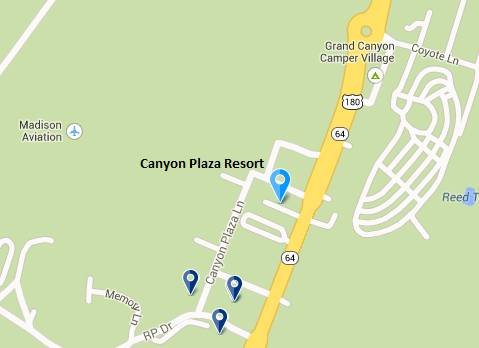 Grand Canyon
Camper Village
Coyote Ln
180
Madison
Aviation
64
Canyon Plaza Resort
Reed T
Canyon Plaza Ln
64
Memory Ln
RP Dr